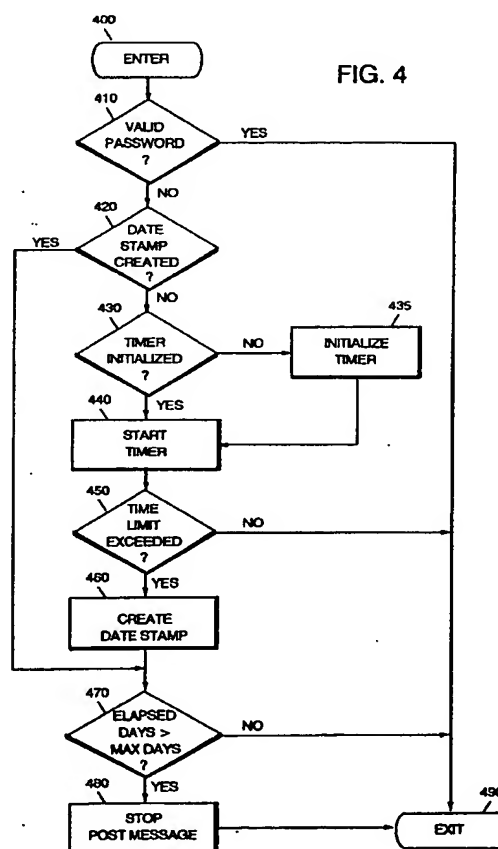 400
ENTER
FIG. 4
410
VALID
PASSWORD
?
YES
NO
420
DATE
STAMP
CREATED
?
YES
NO
430
TIMER
INITIALIZED
?
NO
435
INITIALIZE
TIMER
YES
440
START
TIMER
450
TIME
LIMIT
EXCEEDED
?
NO
YES
460
CREATE
DATE STAMP
470
ELAPSED
DAYS >
MAX DAYS
?
NO
YES
480
STOP
POST MESSAGE
490
EXIT